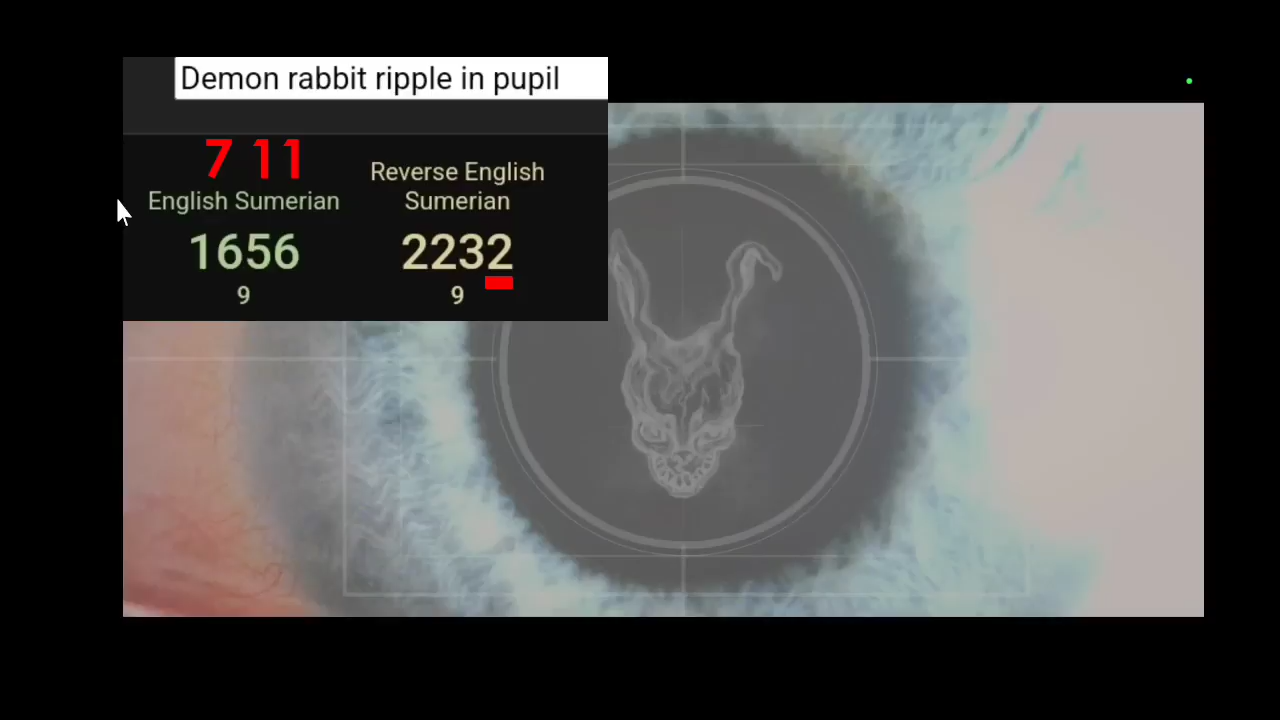 Demon rabbit ripple in pupil
7 11
English Sumerian
1656
9
Reverse English
Sumerian
2232
9